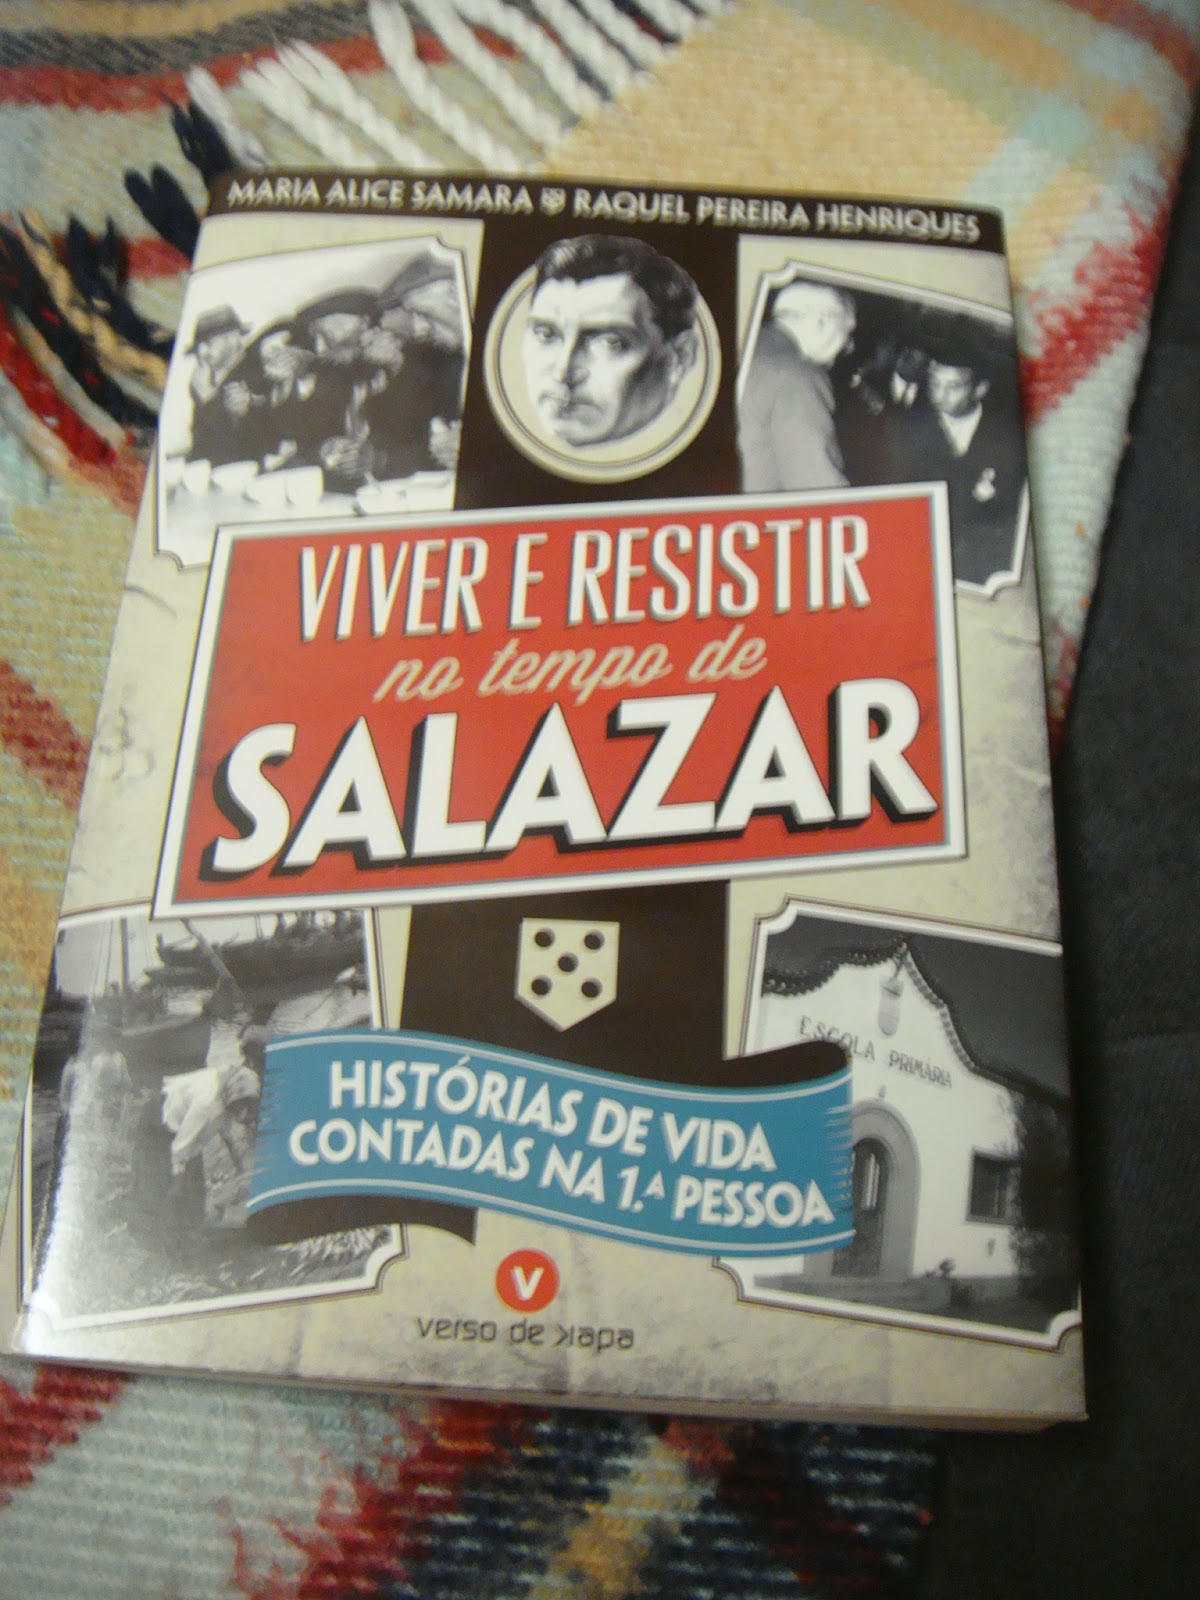 MARIA ALICE SAMARA RAQUEL PEREIRA HENRIQUES
VIVER E RESISTIR
no tempo de
SALAZAR
ESCOLA PRIMÁRIA
HISTÓRIAS DE VIDA
CONTADAS NA 1.ª PESSOA
V
verso de kapa